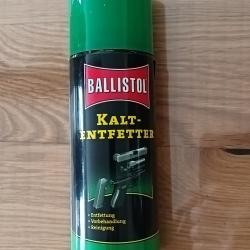 BALLISTOL
KALT-
ENTFETTER
• Entfettung
• Vorbehandlung
• Reinigung